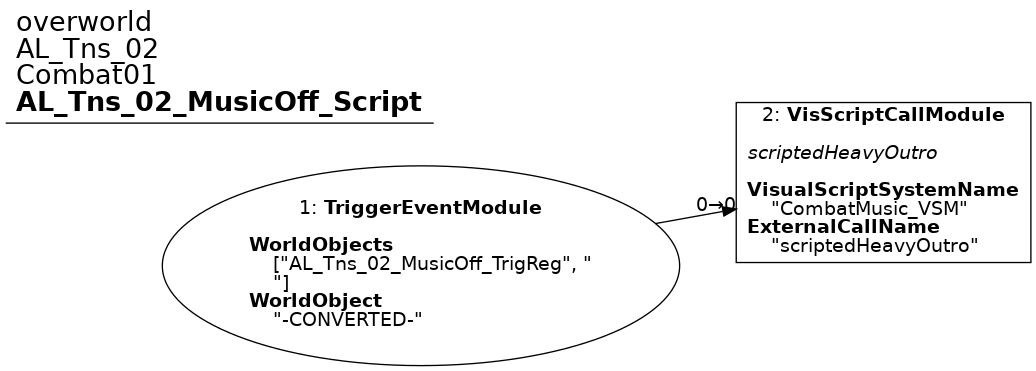 overworld
AL_Tns_02
Combat01
AL_Tns_02_MusicOff_Script
1: TriggerEventModule
WorldObjects
["AL_Tns_02_MusicOff_TrigReg", "
"]
WorldObject
"-CONVERTED-"
0→0
2: VisScriptCallModule
scriptedHeavyOutro
VisualScriptSystemName
"CombatMusic_VSM"
ExternalCallName
"scriptedHeavyOutro"